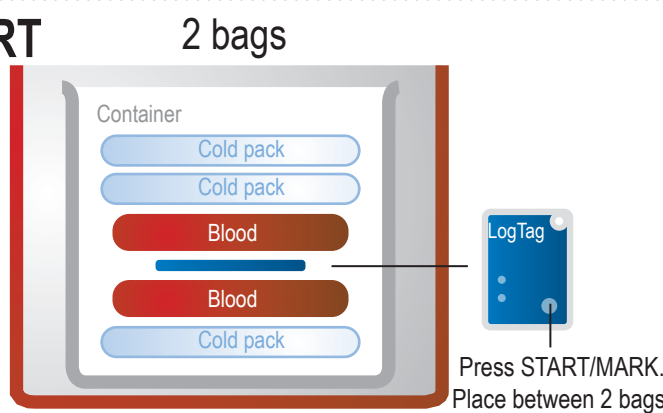 RT
2 bags
Container
Cold pack
Cold pack
Blood
LogTag
Blood
Cold pack
Press START/MARK.
Place between 2 bags